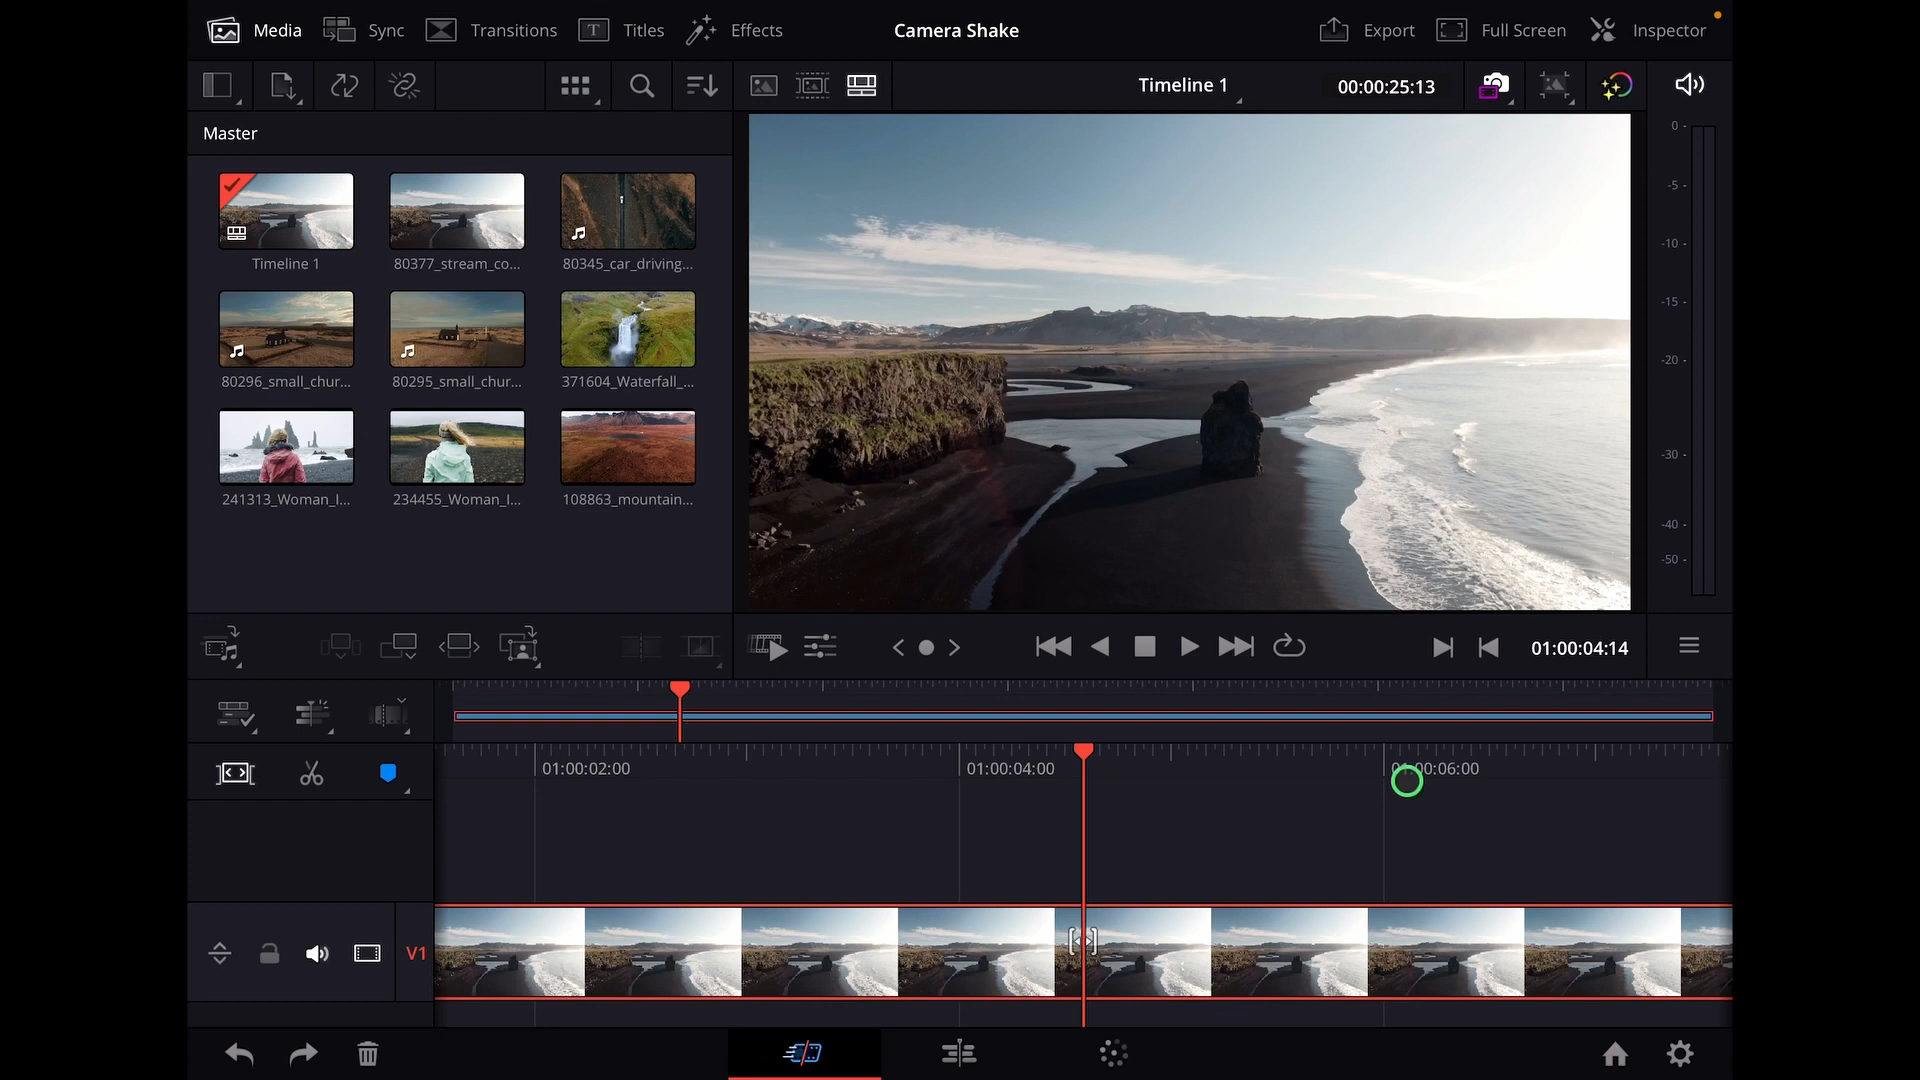 Media
Sync
Transitions
Titles
Effects
Camera Shake
Export
Full Screen
Inspector
Timeline 1
00:00:25:13
Master
Timeline 1
80377_stream_co...
80345_car_driving...
80296_small_chur...
80295_small_chur...
371604_Waterfall_...
241313_Woman_I...
234455_Woman_I...
108863_mountain...
0
-5
-10
-15
-20
-30
-40
-50
01:00:04:14
01:00:02:00
01:00:04:00
01:00:06:00
V1